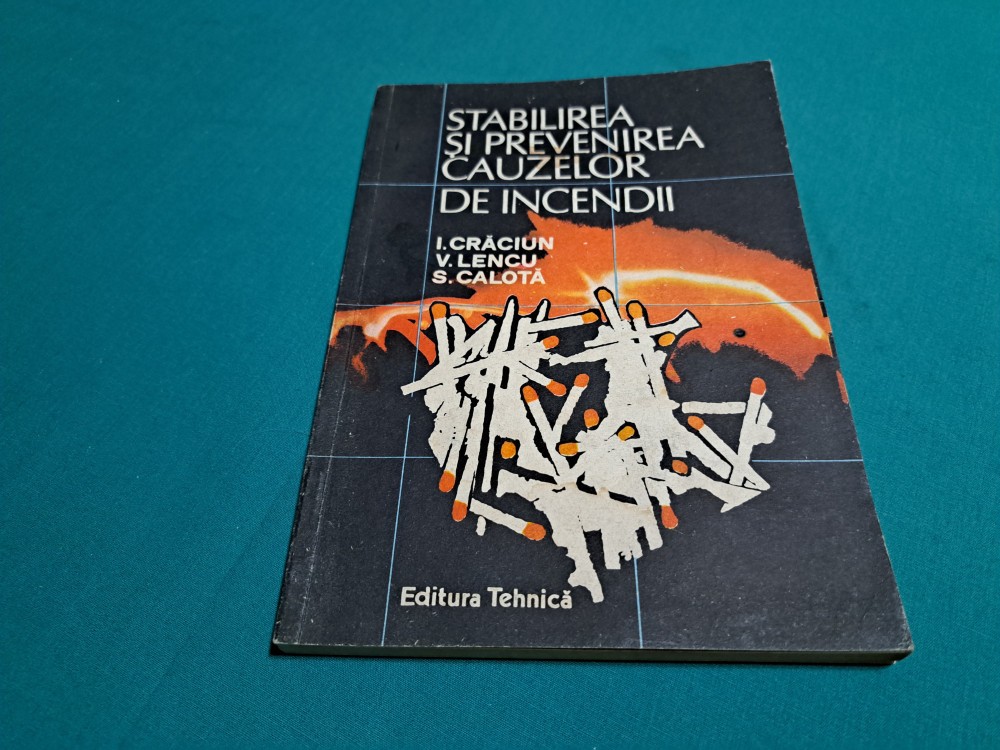 STABILIREA
ȘI PREVENIREA
CAUZELOR
DE INCENDII
I. CRĂCIUN
V. LENCU
S. CALOTĂ
Editura Tehnică